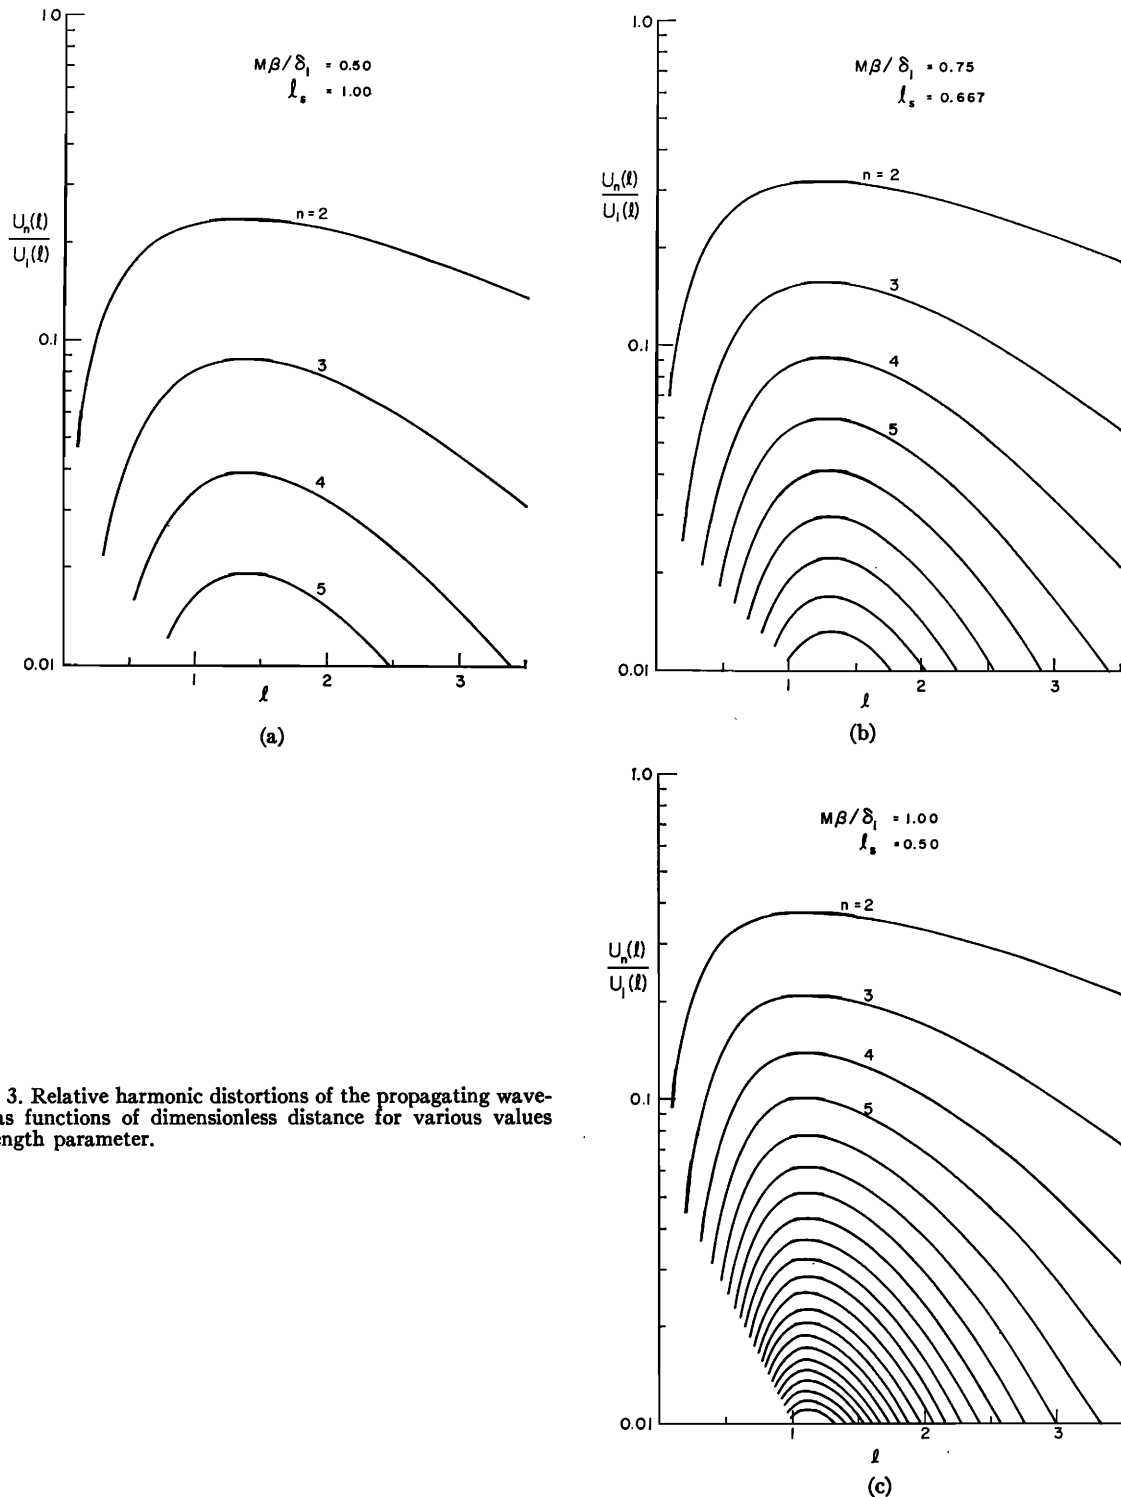 1.0
Mβ/δ₁ = 0.50
ℓₛ = 1.00
Uₙ(ℓ)
U₁(ℓ)
n = 2
0.1
3
4
5
0.01
1 2 3
ℓ
(a)
1.0
Mβ/δ₁ = 0.75
ℓₛ = 0.667
Uₙ(ℓ)
U₁(ℓ)
n = 2
3
0.1
4
5
0.01
1 2 3
ℓ
(b)
1.0
Mβ/δ₁ = 1.00
ℓₛ = 0.50
n = 2
Uₙ(ℓ)
U₁(ℓ)
3
4
0.1
5
0.01
1 2 3
ℓ
(c)
3. Relative harmonic distortions of the propagating wave-
as functions of dimensionless distance for various values
ength parameter.